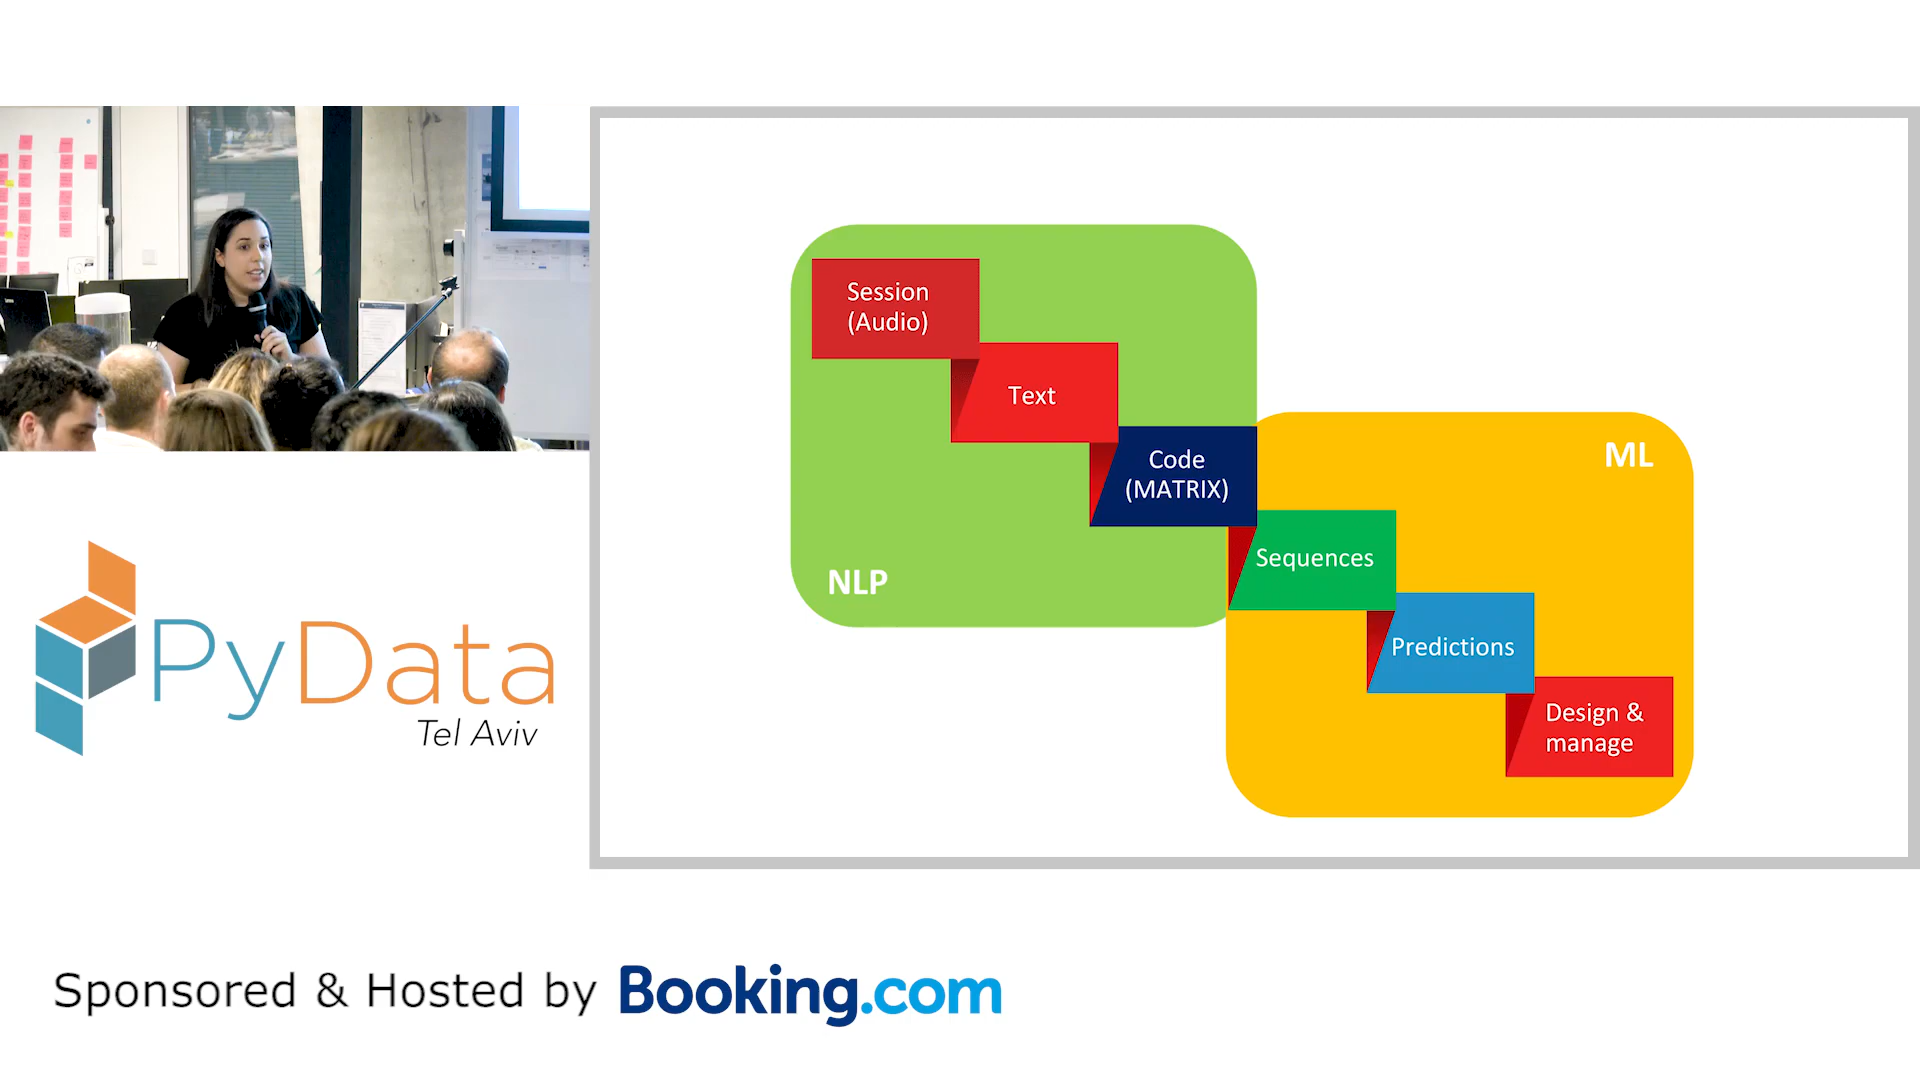 Session
(Audio)
Text
Code
(MATRIX)
NLP
ML
Sequences
Predictions
Design &
manage
PyData
Tel Aviv
Sponsored & Hosted by Booking.com